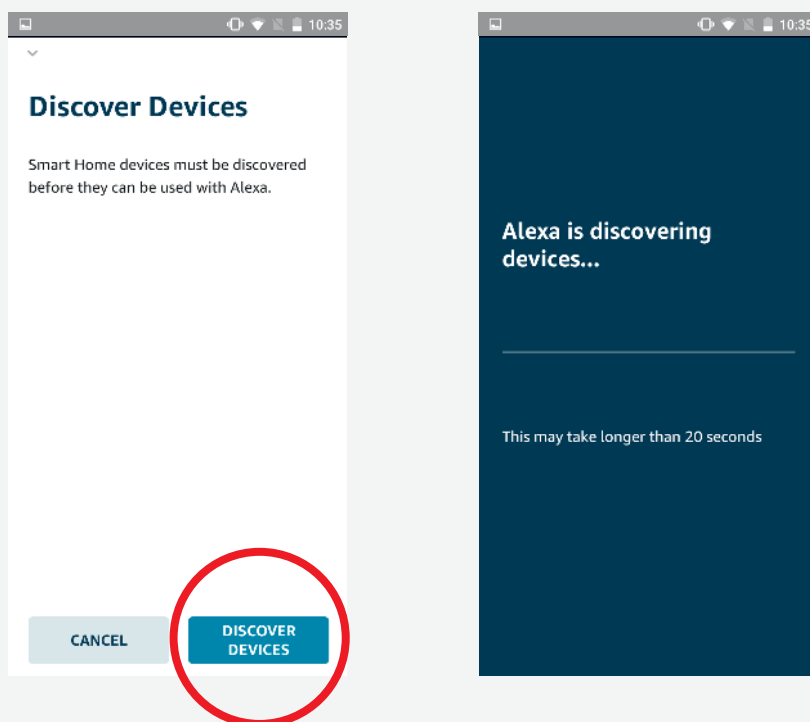 10:35
Discover Devices
Smart Home devices must be discovered
before they can be used with Alexa.
CANCEL
DISCOVER
DEVICES
10:35
Alexa is discovering
devices...
This may take longer than 20 seconds